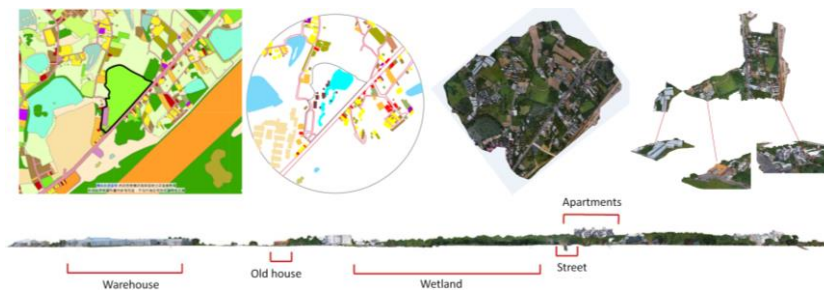 Apartments
Warehouse
Old house
Wetland
Street